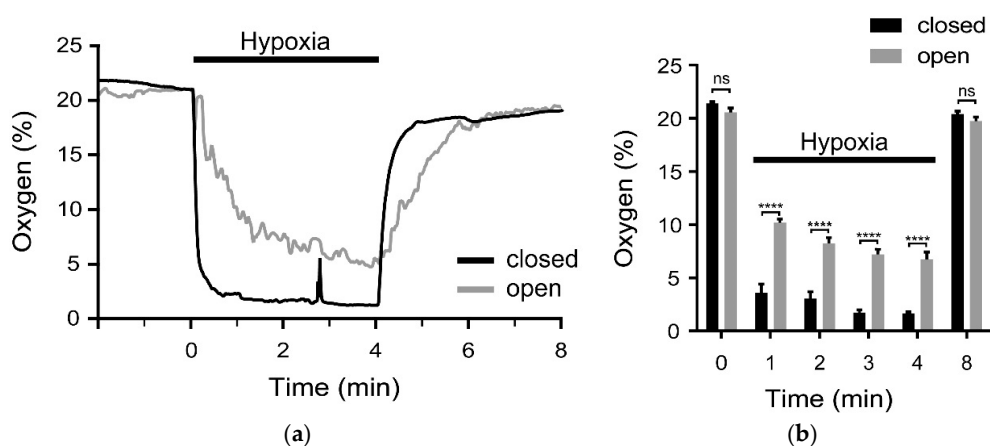 Hypoxia
25
20
15
10
5
0
Oxygen (%)
closed
open
0 2 4 6 8
Time (min)
(a)
closed
open
25
20
15
10
5
0
Oxygen (%)
ns
ns
Hypoxia
**** **** **** ****
0 1 2 3 4 8
Time (min)
(b)